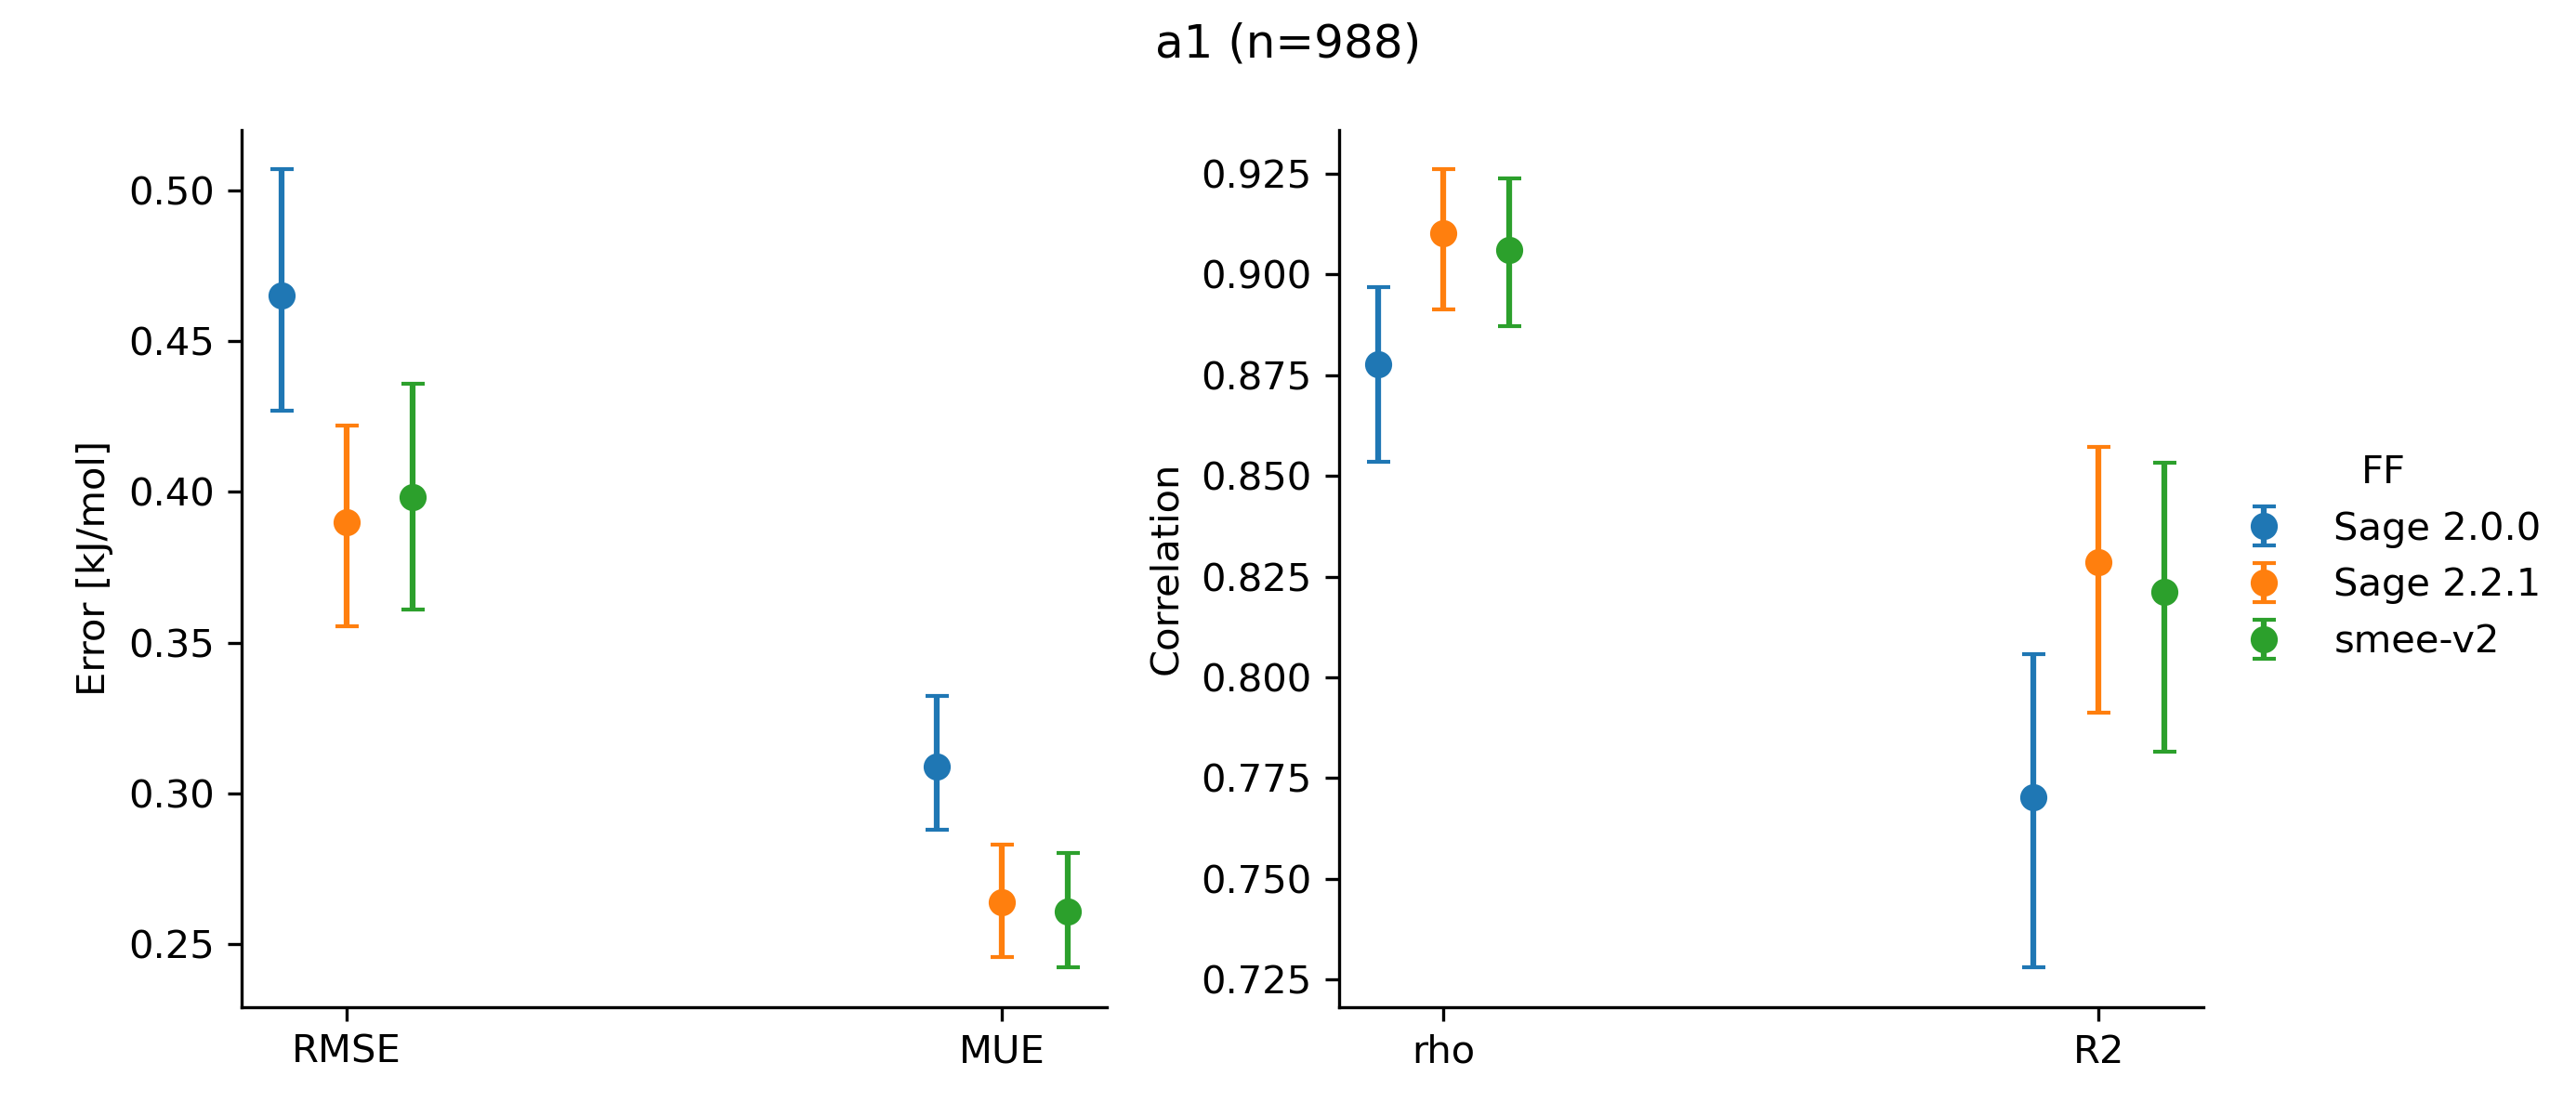 a1 (n=988)
Error [kJ/mol]
0.50
0.45
0.40
0.35
0.30
0.25
RMSE
MUE
Correlation
0.925
0.900
0.875
0.850
0.825
0.800
0.775
0.750
0.725
rho
R2
FF
Sage 2.0.0
Sage 2.2.1
smee-v2